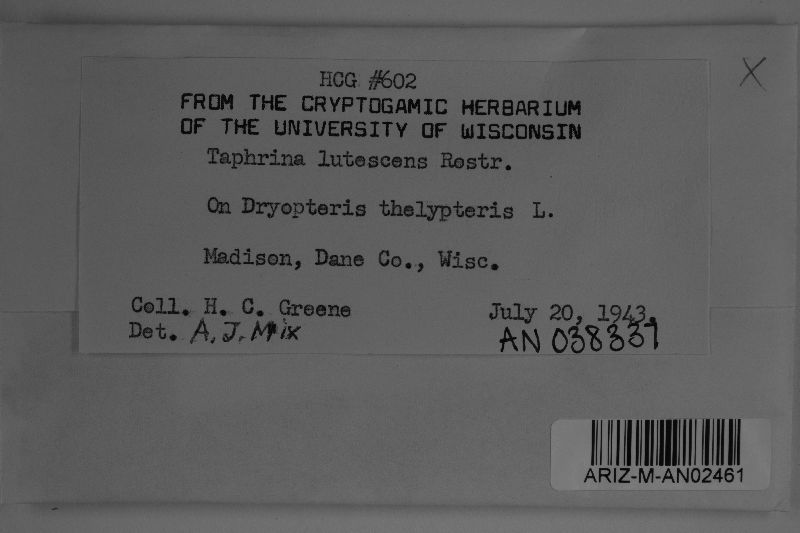 HCG #602
FROM THE CRYPTOGAMIC HERBARIUM
OF THE UNIVERSITY OF WISCONSIN
Taphrina lutescens Rostr.
On Dryopteris thelypteris L.
Madison, Dane Co., Wisc.
Coll. H. C. Greene July 20, 1943.
Det. A. J. Mix AN 038337
X
ARIZ-M-AN02461